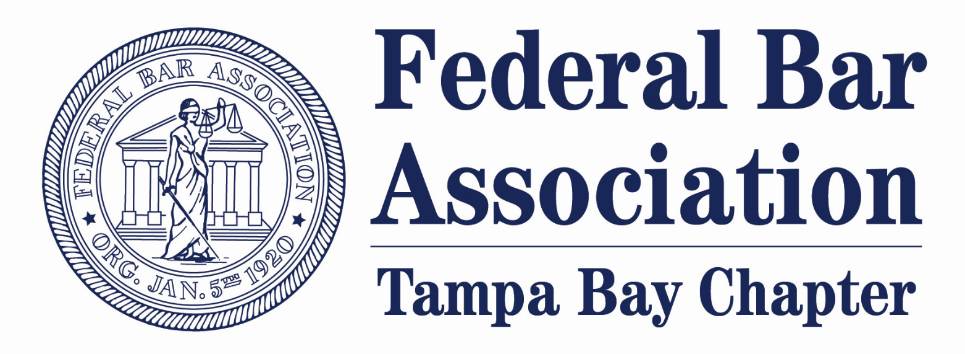 FEDERAL BAR ASSOCIATION
ORG. JAN. 5TH 1920
Federal Bar
Association
Tampa Bay Chapter